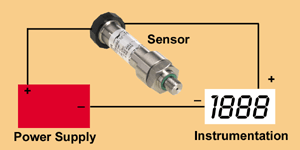 Sensor
+
+
−
−
1888
Power Supply
Instrumentation